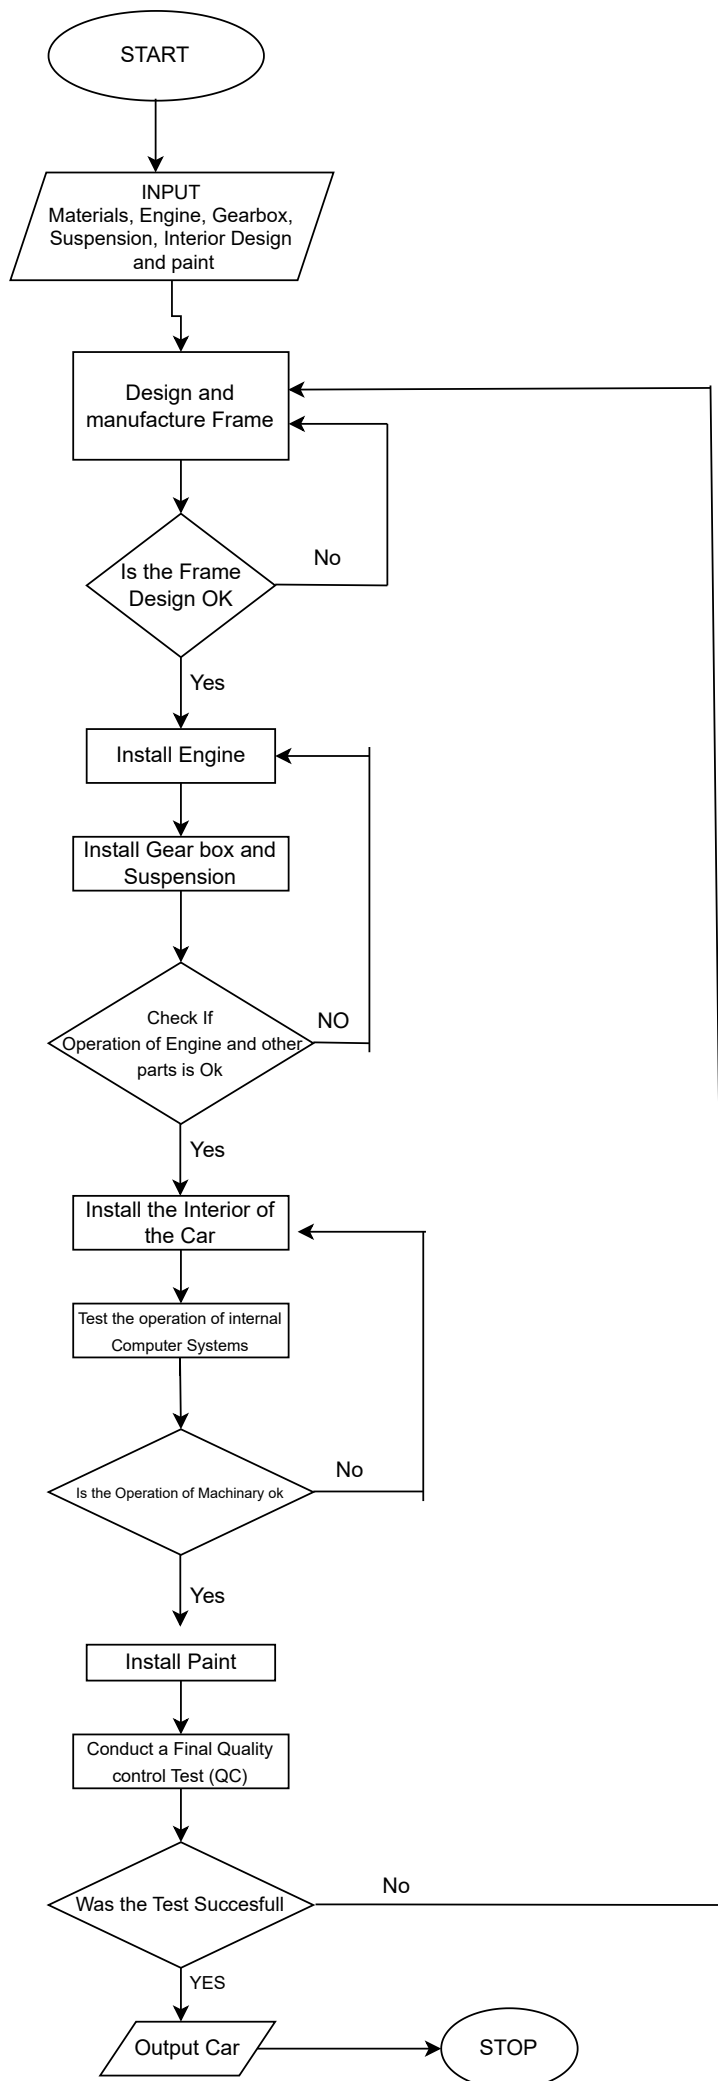 START
INPUT
Materials, Engine, Gearbox,
Suspension, Interior Design
and paint
Design and
manufacture Frame
Is the Frame
Design OK
No
Yes
Install Engine
Install Gear box and
Suspension
Check If
Operation of Engine and other
parts is Ok
NO
Yes
Install the Interior of
the Car
Test the operation of internal
Computer Systems
Is the Operation of Machinary ok
No
Yes
Install Paint
Conduct a Final Quality
control Test (QC)
Was the Test Succesfull
No
YES
Output Car
STOP